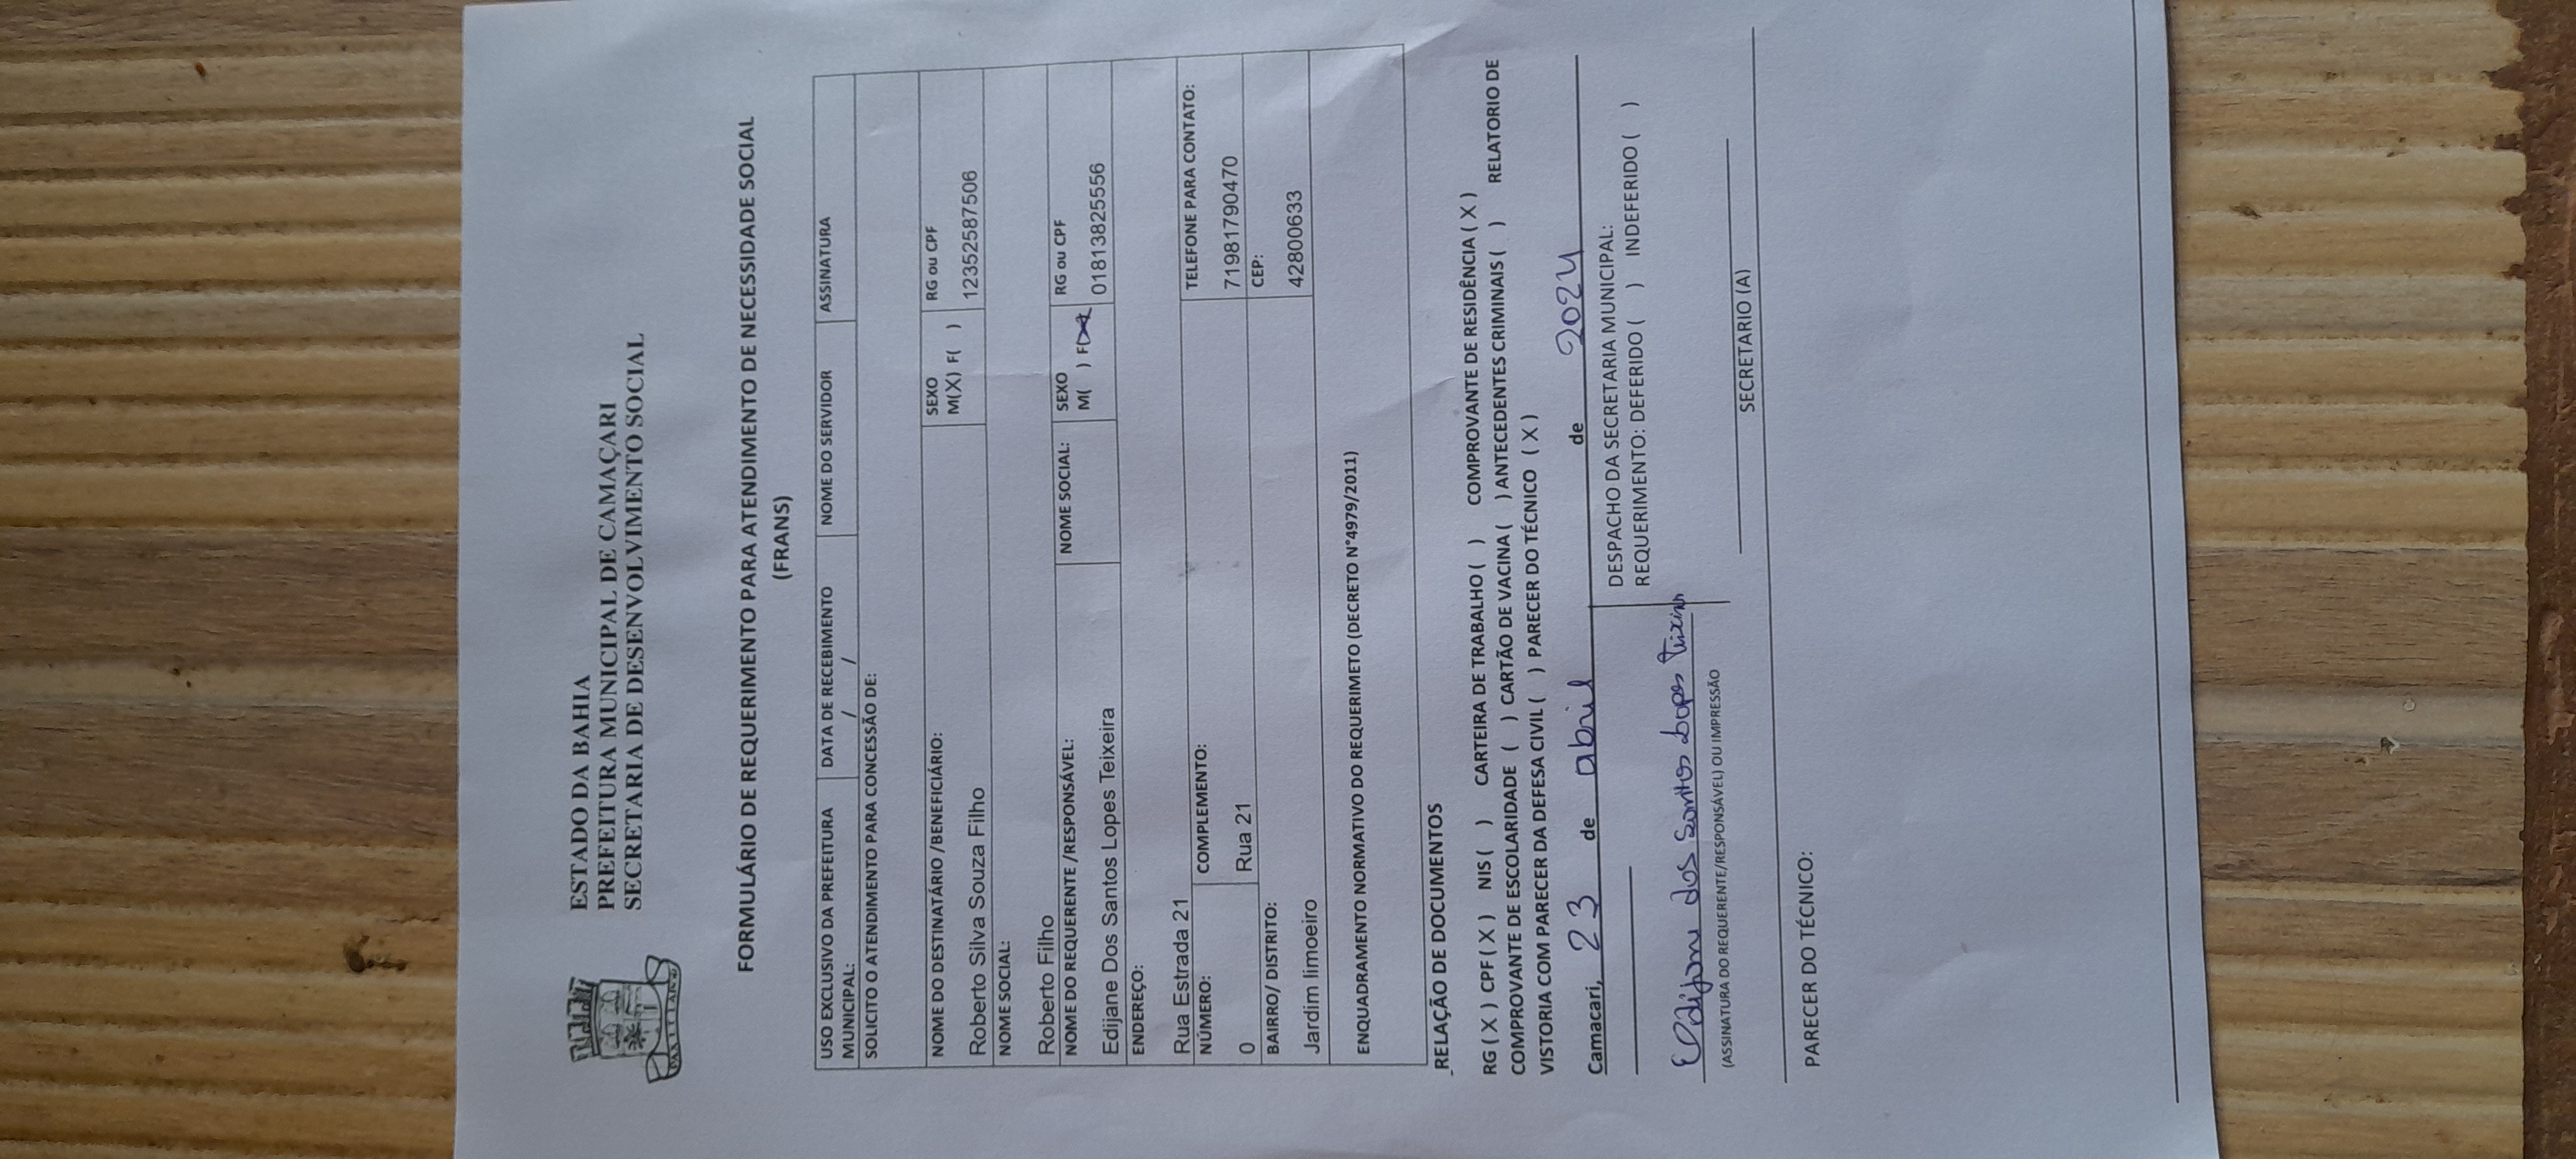 ESTADO DA BAHIA
PREFEITURA MUNICIPAL DE CAMAÇARI
SECRETARIA DE DESENVOLVIMENTO SOCIAL
FORMULÁRIO DE REQUERIMENTO PARA ATENDIMENTO DE NECESSIDADE SOCIAL
(FRANS)
USO EXCLUSIVO DA PREFEITURA MUNICIPAL:
DATA DE RECEBIMENTO
/ /
NOME DO SERVIDOR
ASSINATURA
SOLICITO O ATENDIMENTO PARA CONCESSÃO DE:
NOME DO DESTINATÁRIO /BENEFICIÁRIO:
Roberto Silva Souza Filho
SEXO
M(X) F( )
RG ou CPF
12352587506
NOME SOCIAL:
Roberto Filho
NOME DO REQUERENTE /RESPONSÁVEL:
Edijane Dos Santos Lopes Teixeira
NOME SOCIAL:
SEXO
M( ) F(X)
RG ou CPF
01813825556
ENDEREÇO:
Rua Estrada 21
NÚMERO:
0
COMPLEMENTO:
Rua 21
TELEFONE PARA CONTATO:
71981790470
BAIRRO/ DISTRITO:
Jardim limoeiro
CEP:
42800633
ENQUADRAMENTO NORMATIVO DO REQUERIMETO (DECRETO N°4979/2011)
RELAÇÃO DE DOCUMENTOS
RG ( X ) CPF ( X ) NIS ( ) CARTEIRA DE TRABALHO ( ) COMPROVANTE DE RESIDÊNCIA ( X )
COMPROVANTE DE ESCOLARIDADE ( ) CARTÃO DE VACINA ( ) ANTECEDENTES CRIMINAIS ( ) RELATORIO DE
VISTORIA COM PARECER DA DEFESA CIVIL ( ) PARECER DO TÉCNICO ( X )
Camacari, 23 de abril de 2024
DESPACHO DA SECRETARIA MUNICIPAL:
REQUERIMENTO: DEFERIDO ( ) INDEFERIDO ( )
Edijane dos Santos Lopes Teixeira
(ASSINATURA DO REQUERENTE/RESPONSÁVEL) OU IMPRESSÃO
SECRETARIO (A)
PARECER DO TÉCNICO: